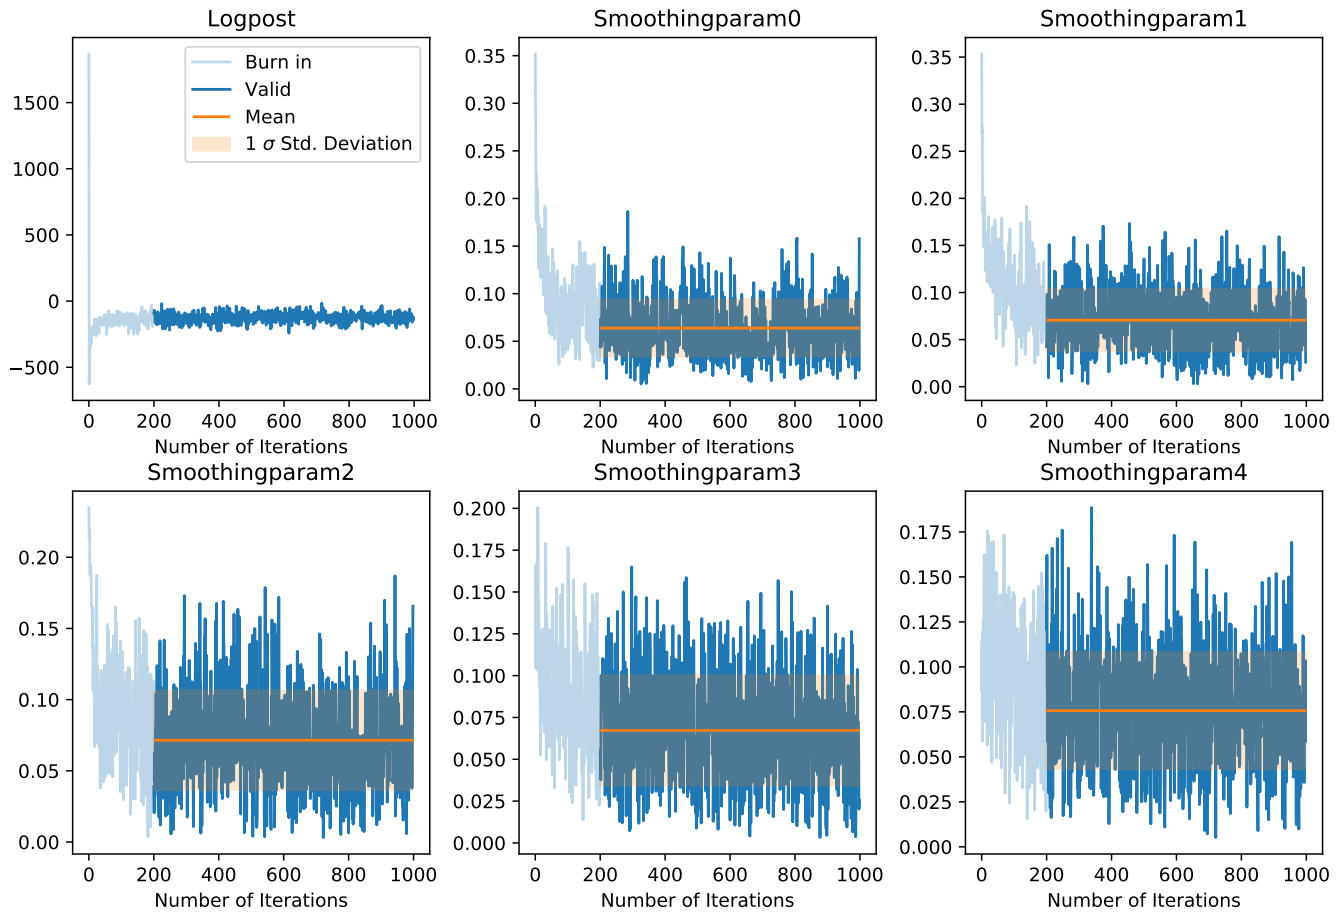 Logpost
Smoothingparam0
Smoothingparam1
Burn in
Valid
Mean
1 σ Std. Deviation
1500
1000
500
0
−500
0 200 400 600 800 1000
Number of Iterations
0.35
0.30
0.25
0.20
0.15
0.10
0.05
0.00
0 200 400 600 800 1000
Number of Iterations
0.35
0.30
0.25
0.20
0.15
0.10
0.05
0.00
0 200 400 600 800 1000
Number of Iterations
Smoothingparam2
Smoothingparam3
Smoothingparam4
0.20
0.15
0.10
0.05
0.00
0 200 400 600 800 1000
Number of Iterations
0.200
0.175
0.150
0.125
0.100
0.075
0.050
0.025
0.000
0 200 400 600 800 1000
Number of Iterations
0.175
0.150
0.125
0.100
0.075
0.050
0.025
0.000
0 200 400 600 800 1000
Number of Iterations